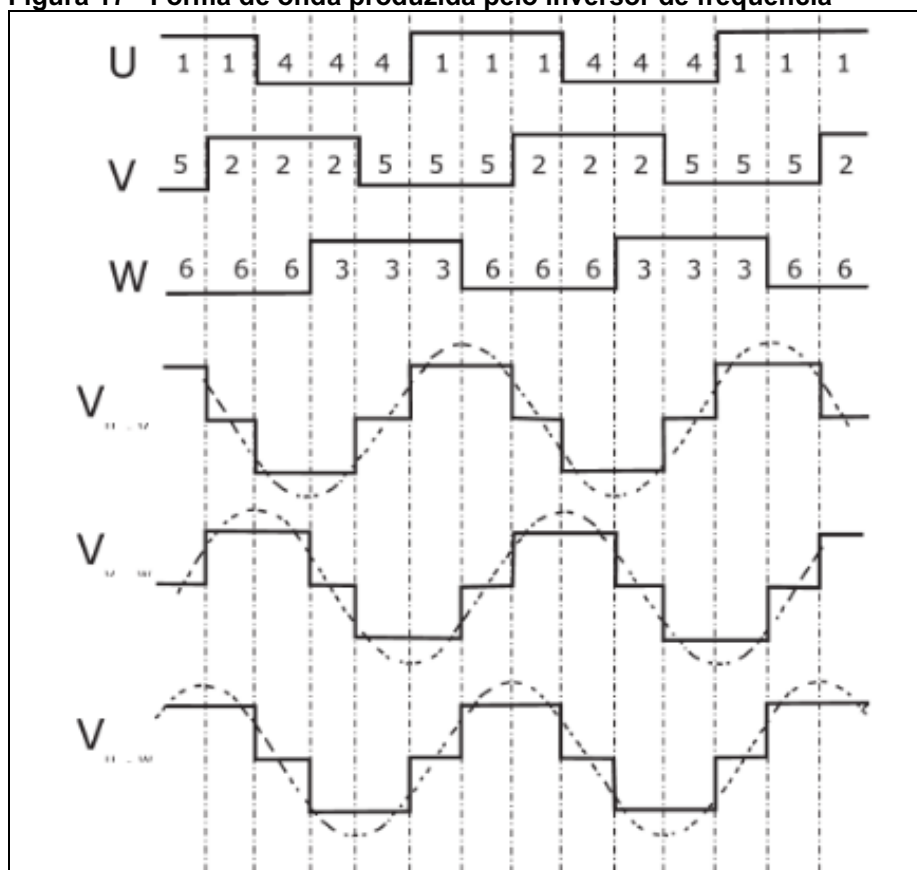 Figura 17 - Forma de onda produzida pelo inversor de frequência
U 1 1 4 4 4 1 1 1 4 4 4 1 1 1
V 5 2 2 2 5 5 5 2 2 2 5 5 5 2
W 6 6 6 3 3 3 6 6 6 3 3 3 6 6
V
V
V